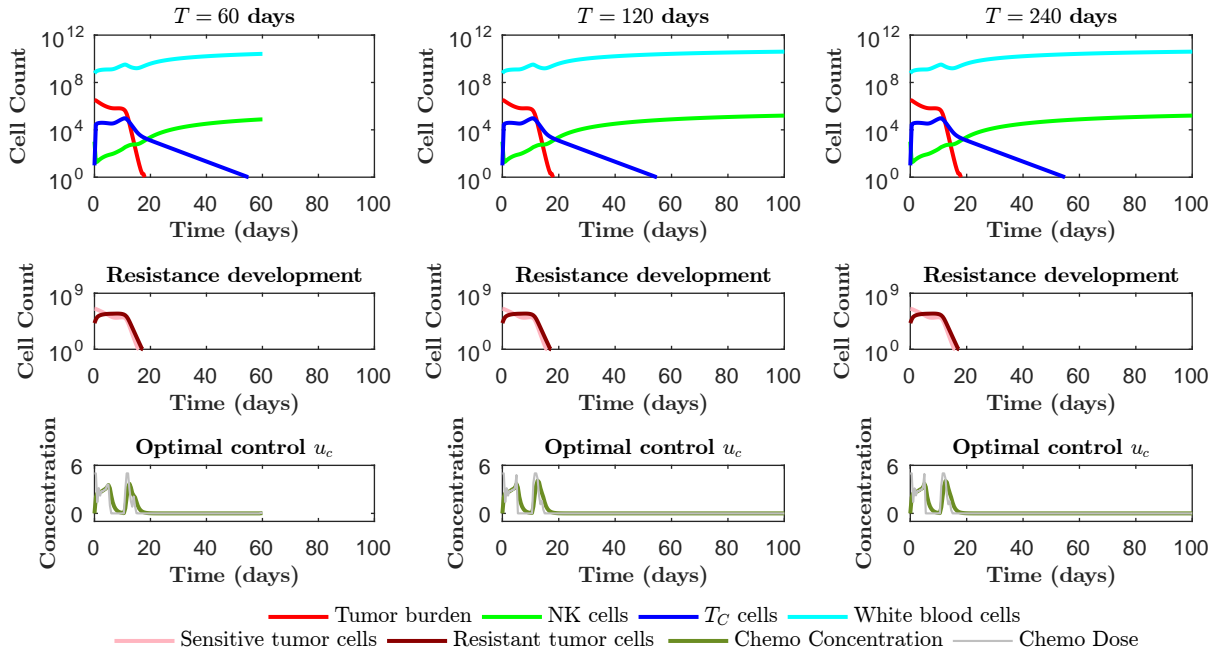 T = 60 days
T = 120 days
T = 240 days
10^12
10^8
10^4
10^0
Cell Count
0 20 40 60 80 100
Time (days)
10^12
10^8
10^4
10^0
Cell Count
0 20 40 60 80 100
Time (days)
10^12
10^8
10^4
10^0
Cell Count
0 20 40 60 80 100
Time (days)
Resistance development
10^9
10^0
Cell Count
0 20 40 60 80 100
Time (days)
Resistance development
10^9
10^0
Cell Count
0 20 40 60 80 100
Time (days)
Resistance development
10^9
10^0
Cell Count
0 20 40 60 80 100
Time (days)
Optimal control u_c
6
0
Concentration
0 20 40 60 80 100
Time (days)
Optimal control u_c
6
0
Concentration
0 20 40 60 80 100
Time (days)
Optimal control u_c
6
0
Concentration
0 20 40 60 80 100
Time (days)
Tumor burden NK cells T_C cells White blood cells
Sensitive tumor cells Resistant tumor cells Chemo Concentration Chemo Dose